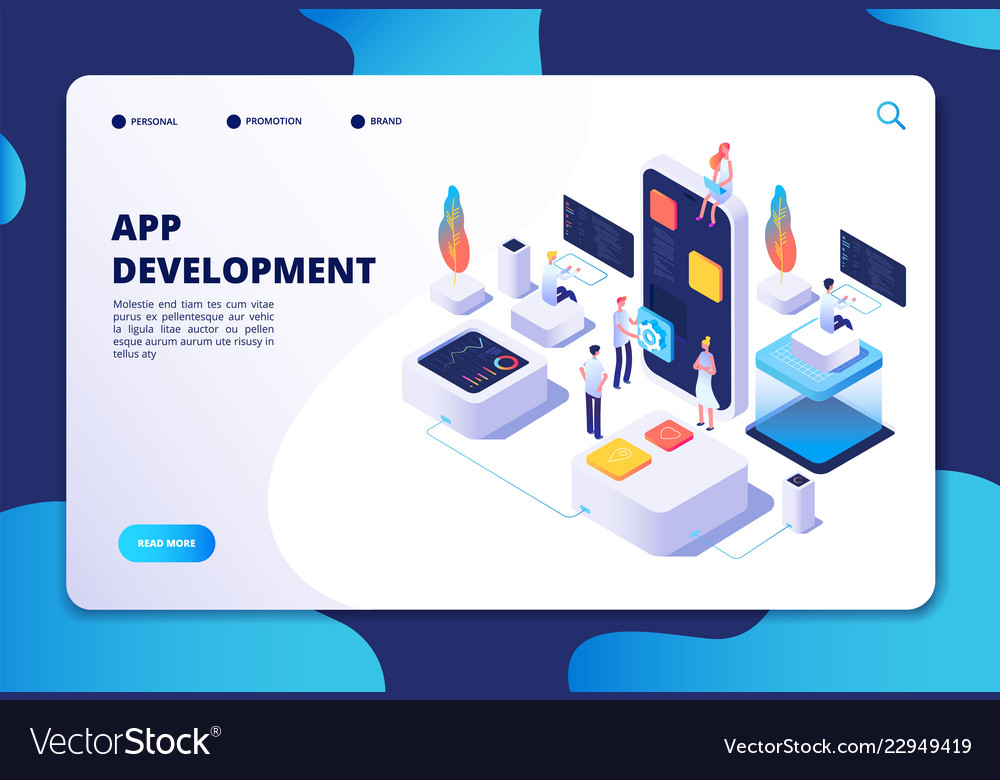 PERSONAL
PROMOTION
BRAND
APP
DEVELOPMENT
Molestie end tiam tes cum vitae
purus ex pellentesque aur vehic
la ligula litae auctor ou pellen
esque aurum aurum ute risusy in
tellus aty
READ MORE
VectorStock®
VectorStock.com/22949419